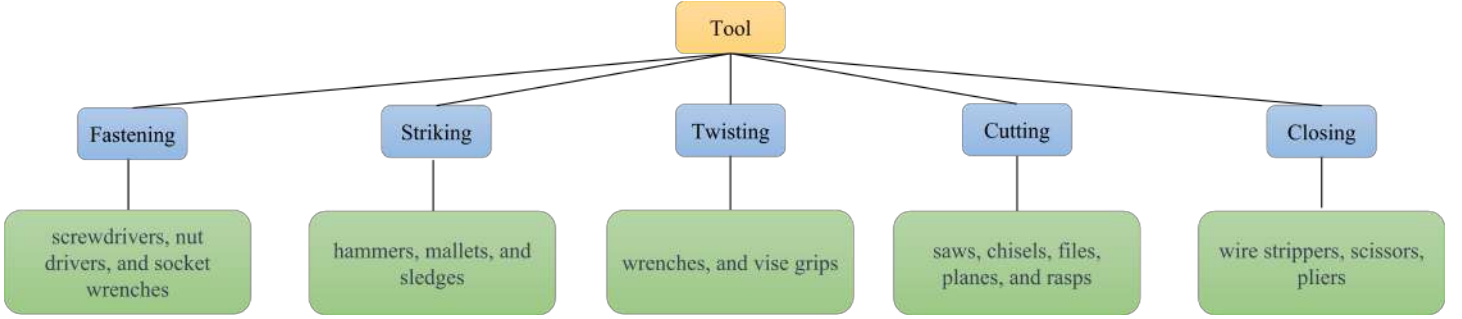 Tool
Fastening
Striking
Twisting
Cutting
Closing
screwdrivers, nut
drivers, and socket
wrenches
hammers, mallets, and
sledges
wrenches, and vise grips
saws, chisels, files,
planes, and rasps
wire strippers, scissors,
pliers